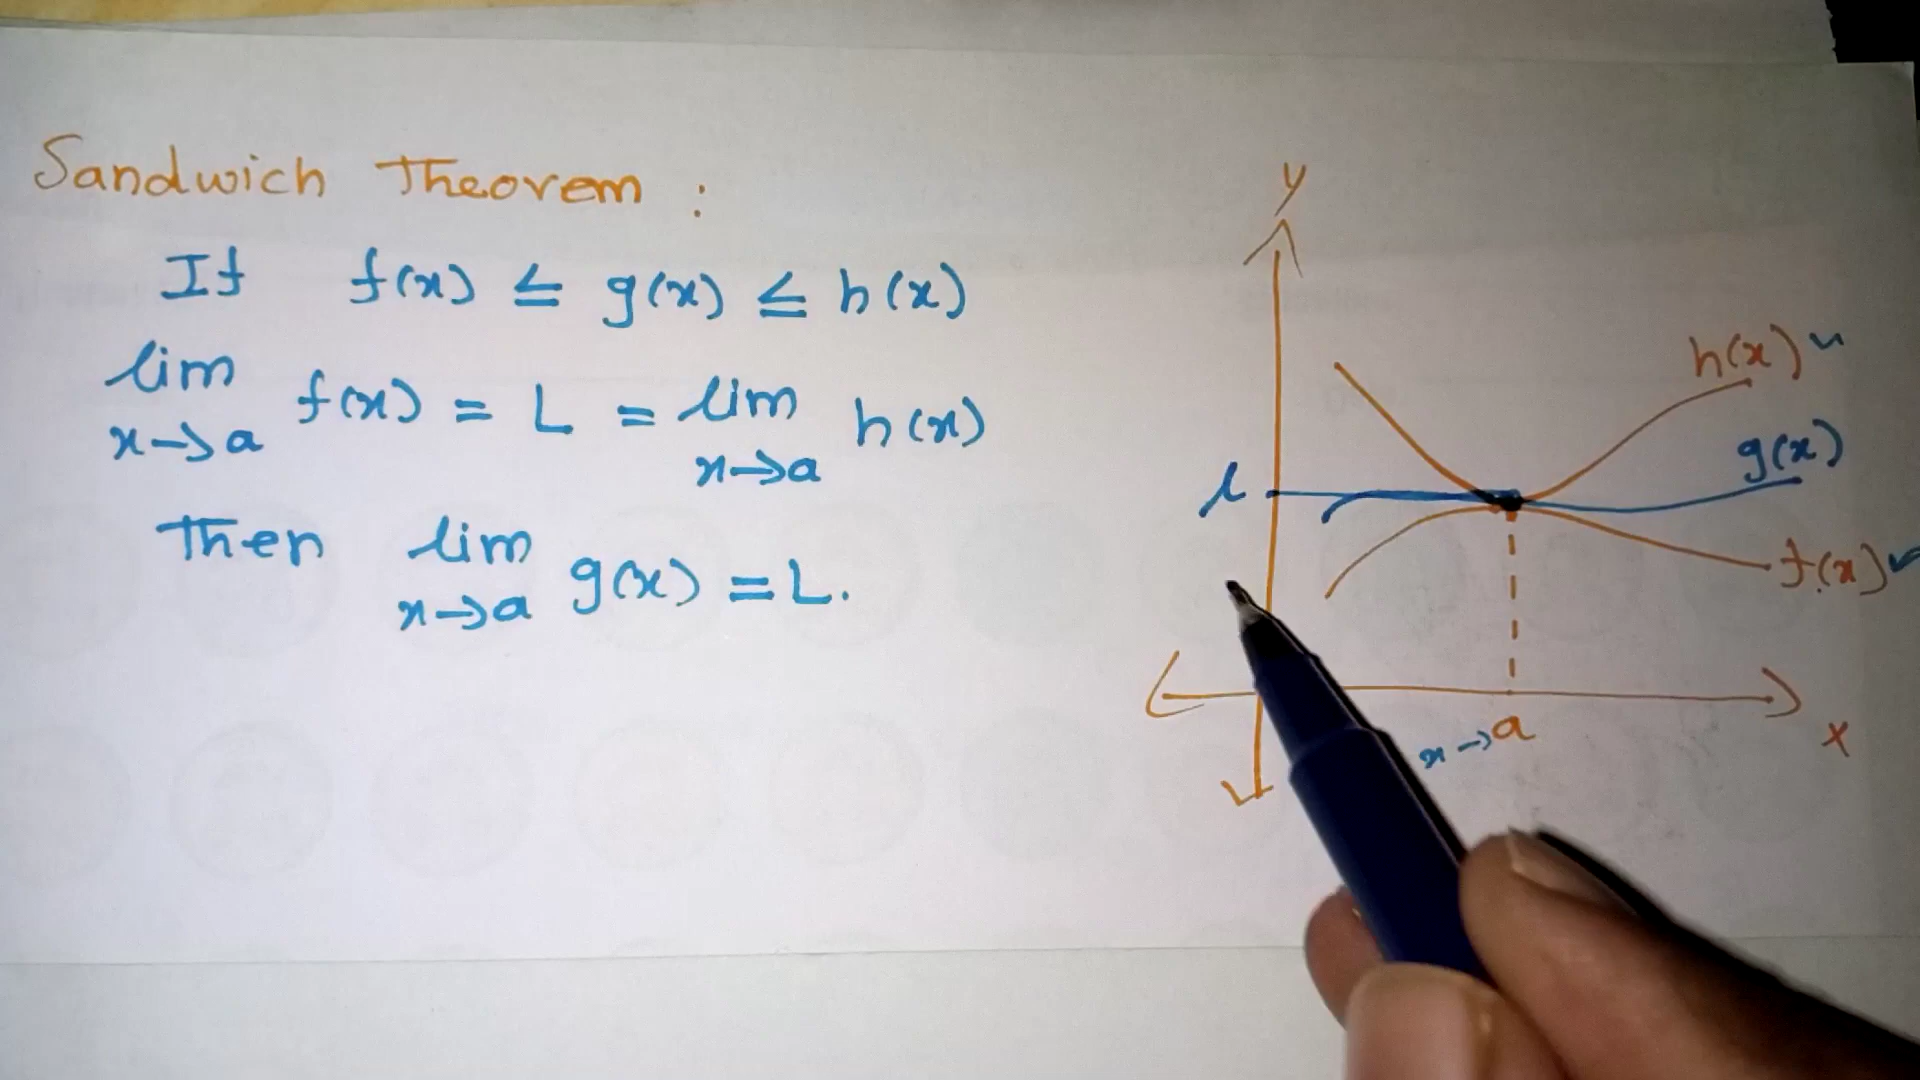 Sandwich Theorem :
If f(x) ≤ g(x) ≤ h(x)
lim f(x) = L = lim h(x)
x→a x→a
Then lim g(x) = L.
x→a
y
h(x)
g(x)
l
f(x)
x→a
x